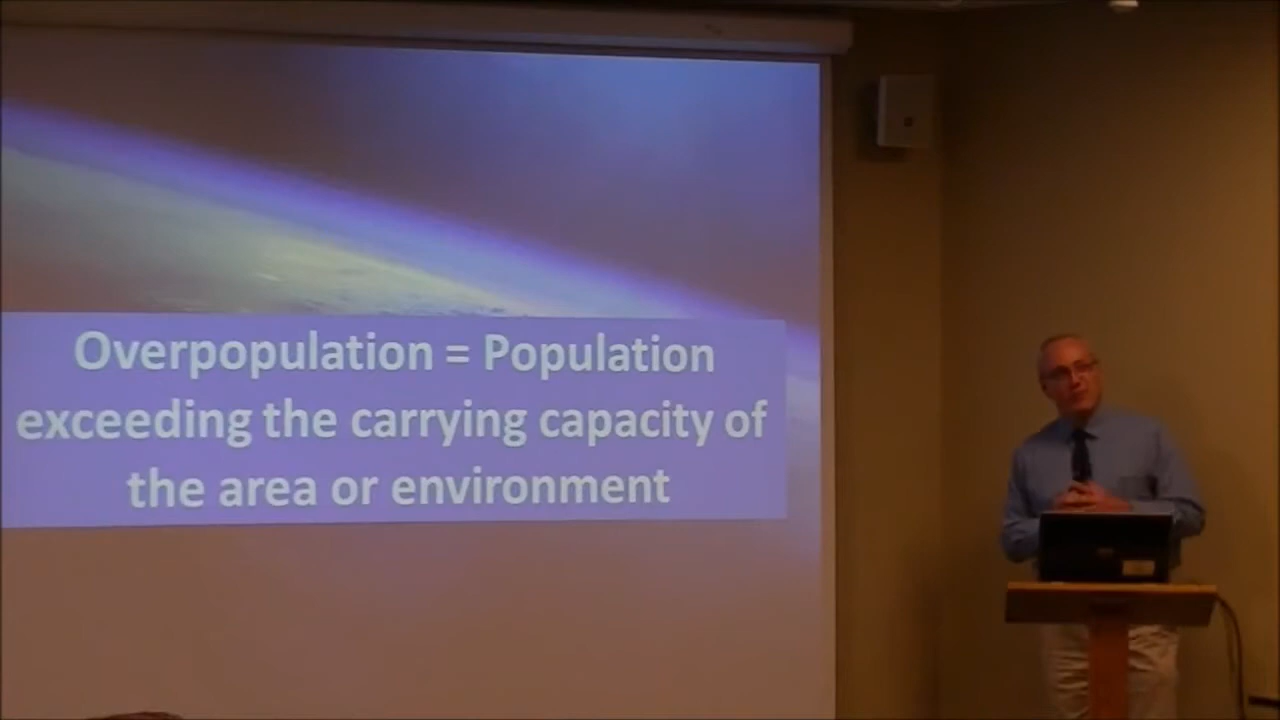 Overpopulation = Population
exceeding the carrying capacity of
the area or environment